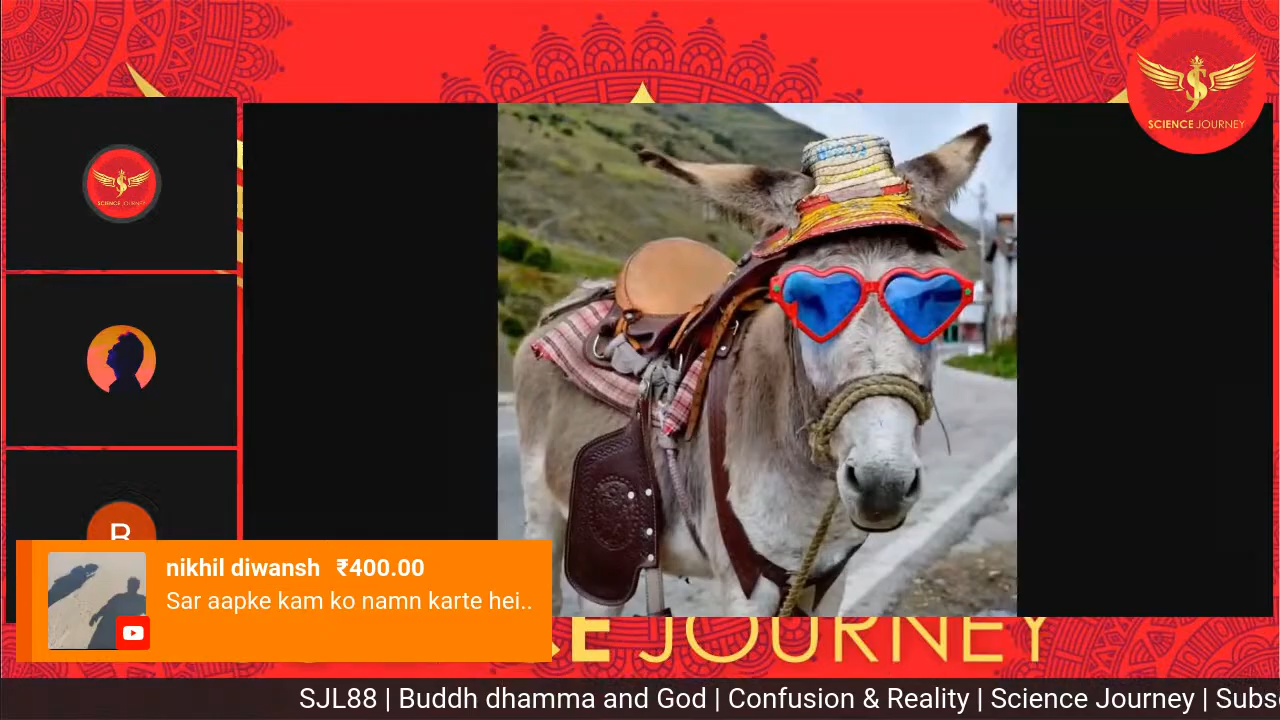 SCIENCE JOURNEY
SCIENCE JOURNEY
R
nikhil diwansh ₹400.00
Sar aapke kam ko namn karte hei..
CE JOURNEY
SJL88 | Buddh dhamma and God | Confusion & Reality | Science Journey | Subs